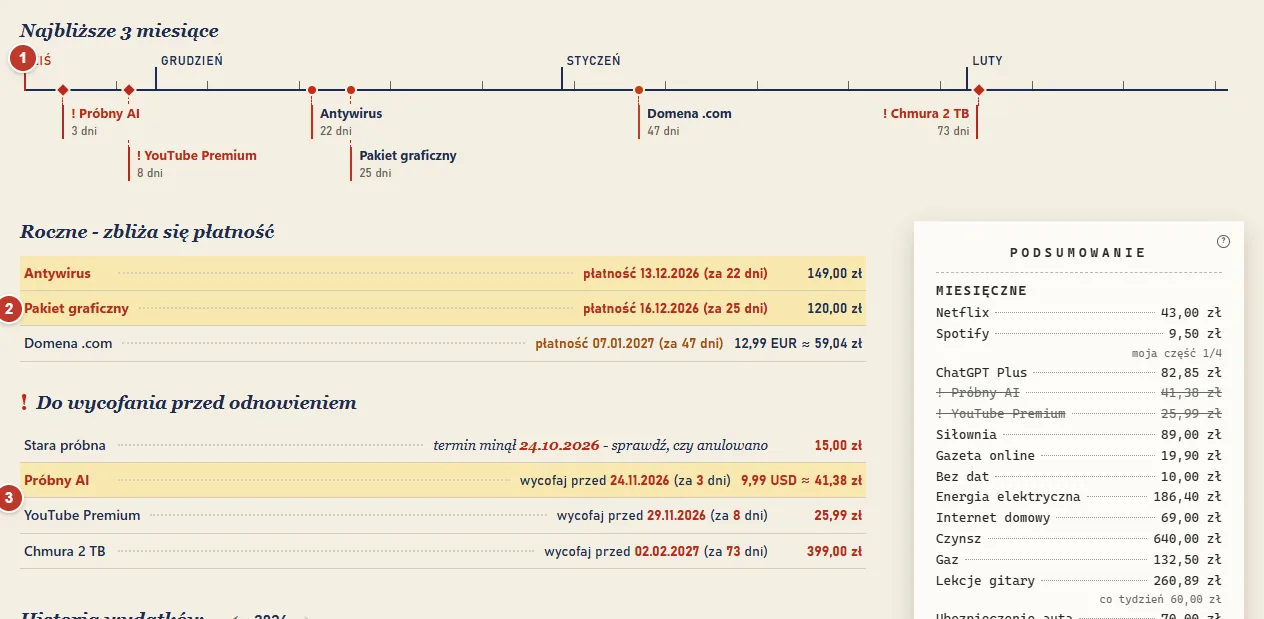 Najbliższe 3 miesiące
1
IŚ
GRUDZIEŃ
STYCZEŃ
LUTY
! Próbny AI
3 dni
Antywirus
22 dni
Domena .com
47 dni
! Chmura 2 TB
73 dni
! YouTube Premium
8 dni
Pakiet graficzny
25 dni
Roczne - zbliża się płatność
Antywirus płatność 13.12.2026 (za 22 dni) 149,00 zł
2
Pakiet graficzny płatność 16.12.2026 (za 25 dni) 120,00 zł
Domena .com płatność 07.01.2027 (za 47 dni) 12,99 EUR ≈ 59,04 zł
! Do wycofania przed odnowieniem
Stara próbna termin minął 24.10.2026 - sprawdź, czy anulowano 15,00 zł
Próbny AI wycofaj przed 24.11.2026 (za 3 dni) 9,99 USD ≈ 41,38 zł
3
YouTube Premium wycofaj przed 29.11.2026 (za 8 dni) 25,99 zł
Chmura 2 TB wycofaj przed 02.02.2027 (za 73 dni) 399,00 zł
Historia wydatków 2026
?
PODSUMOWANIE
MIESIĘCZNE
Netflix 43,00 zł
Spotify 9,50 zł
moja część 1/4
ChatGPT Plus 82,85 zł
! Próbny AI 41,38 zł
! YouTube Premium 25,99 zł
Siłownia 89,00 zł
Gazeta online 19,90 zł
Bez dat 10,00 zł
Energia elektryczna 186,40 zł
Internet domowy 69,00 zł
Czynsz 640,00 zł
Gaz 132,50 zł
Lekcje gitary 260,89 zł
co tydzień 60,00 zł
Ubezpieczenie auta 70,00 zł